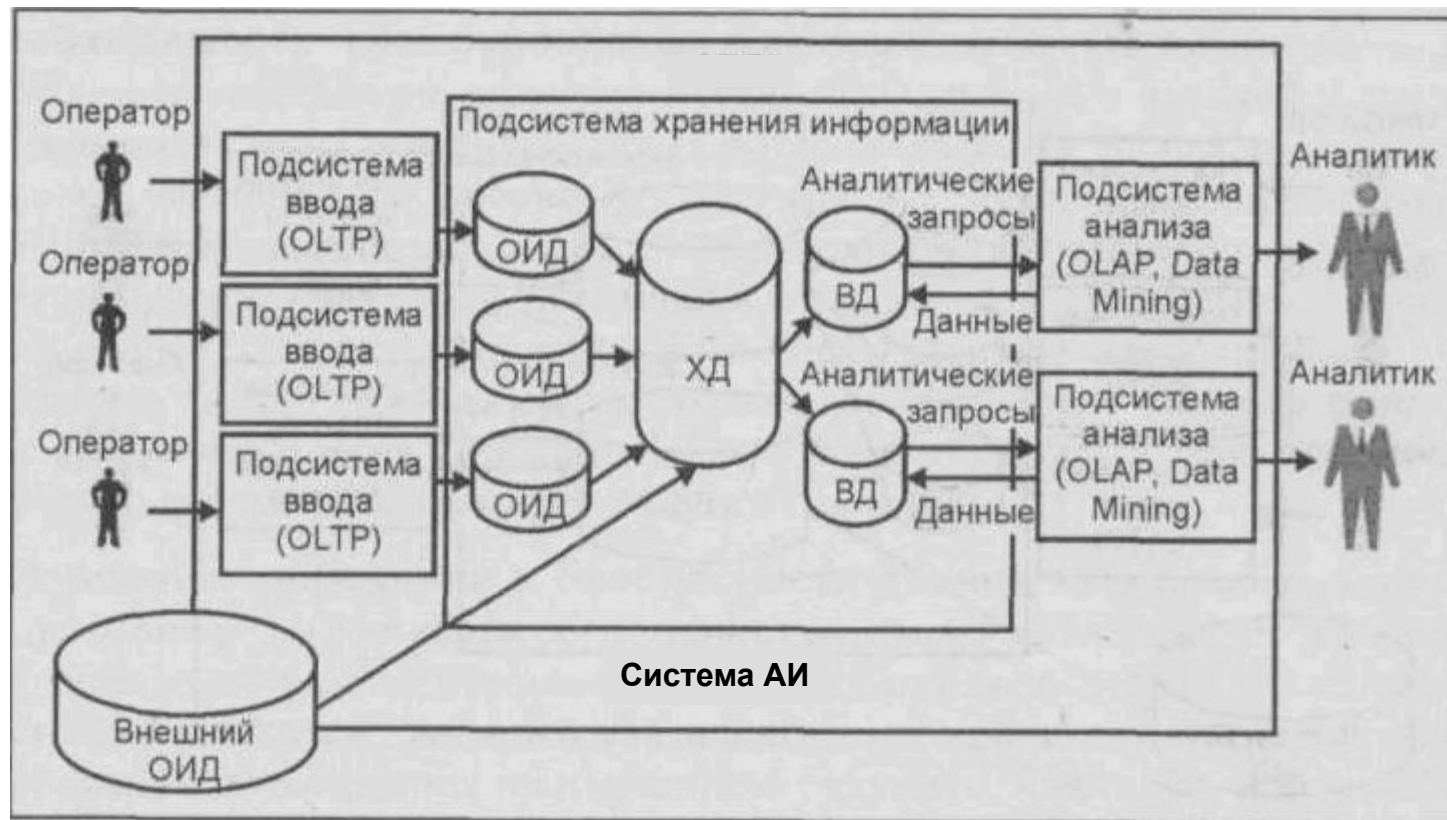 Оператор
Подсистема
ввода
(OLTP)
Оператор
Подсистема
ввода
(OLTP)
Оператор
Подсистема
ввода
(OLTP)
Подсистема хранения информации
ОИД
ОИД
ОИД
ХД
Аналитические
запросы
ВД
Данные
Аналитические
запросы
ВД
Данные
Подсистема
анализа
(OLAP, Data
Mining)
Аналитик
Подсистема
анализа
(OLAP, Data
Mining)
Аналитик
Система АИ
Внешний
ОИД